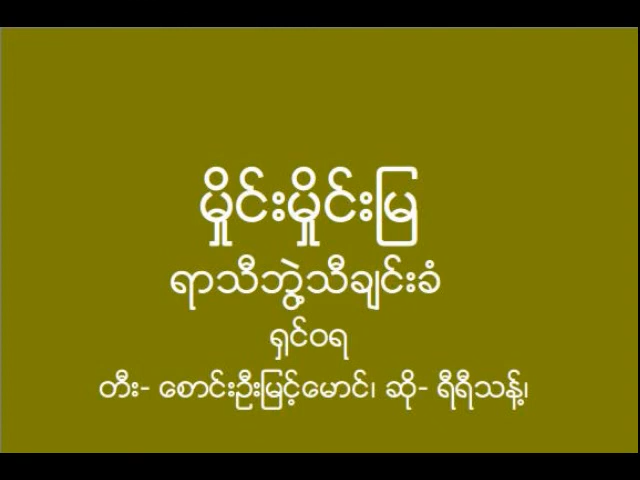 မှိုင်းမှိုင်းမြ
ရာသီဘွဲ့သီချင်းခံ
ရှင်ဝရ
တီး- စောင်းဦးမြင့်မောင်၊ ဆို- ရီရီသန့်၊